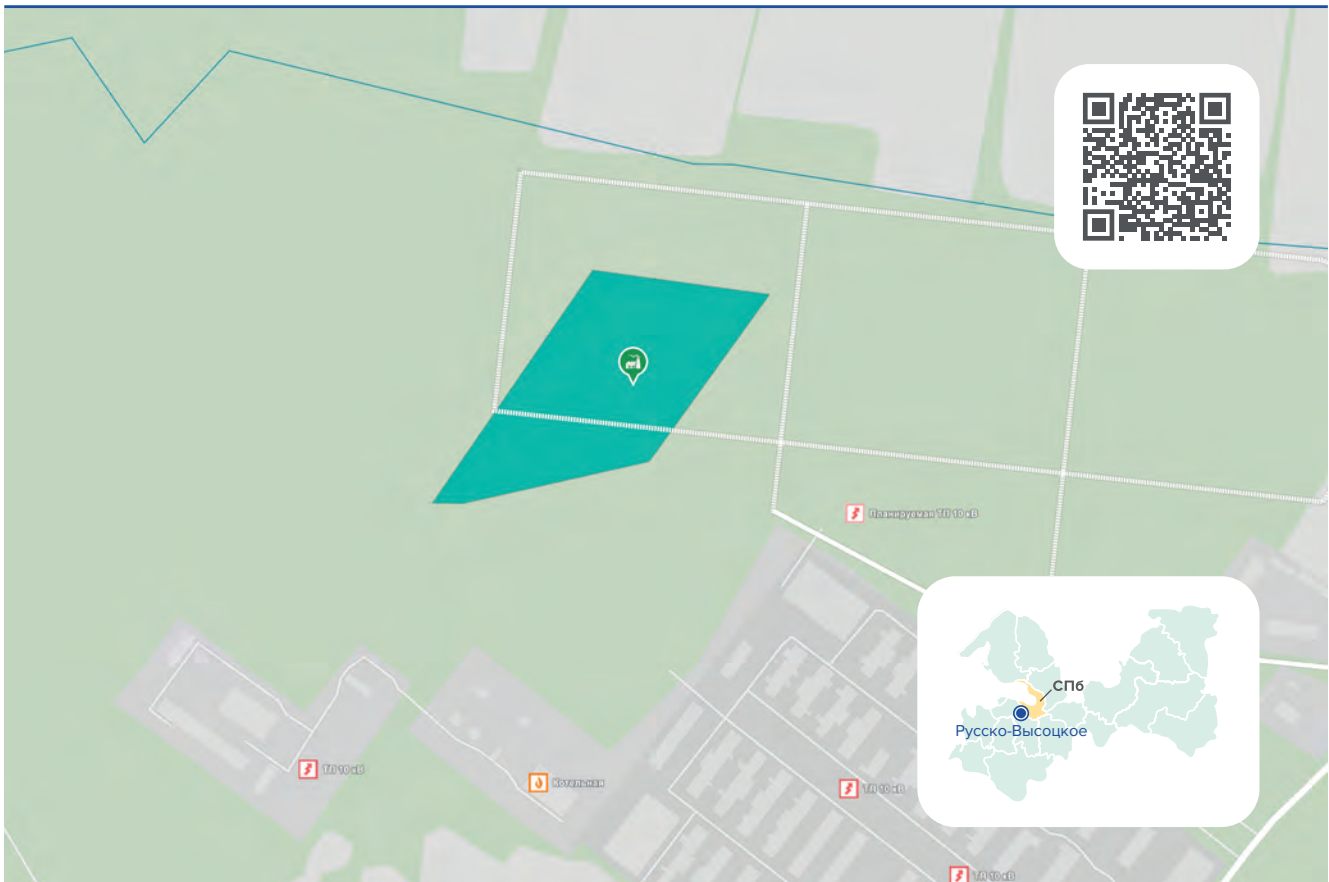 Планируемая ТП 10 кВ
СПб
Русско-Высоцкое
ТП 10 кВ
Котельная
ТП 10 кВ
ТП 10 кВ